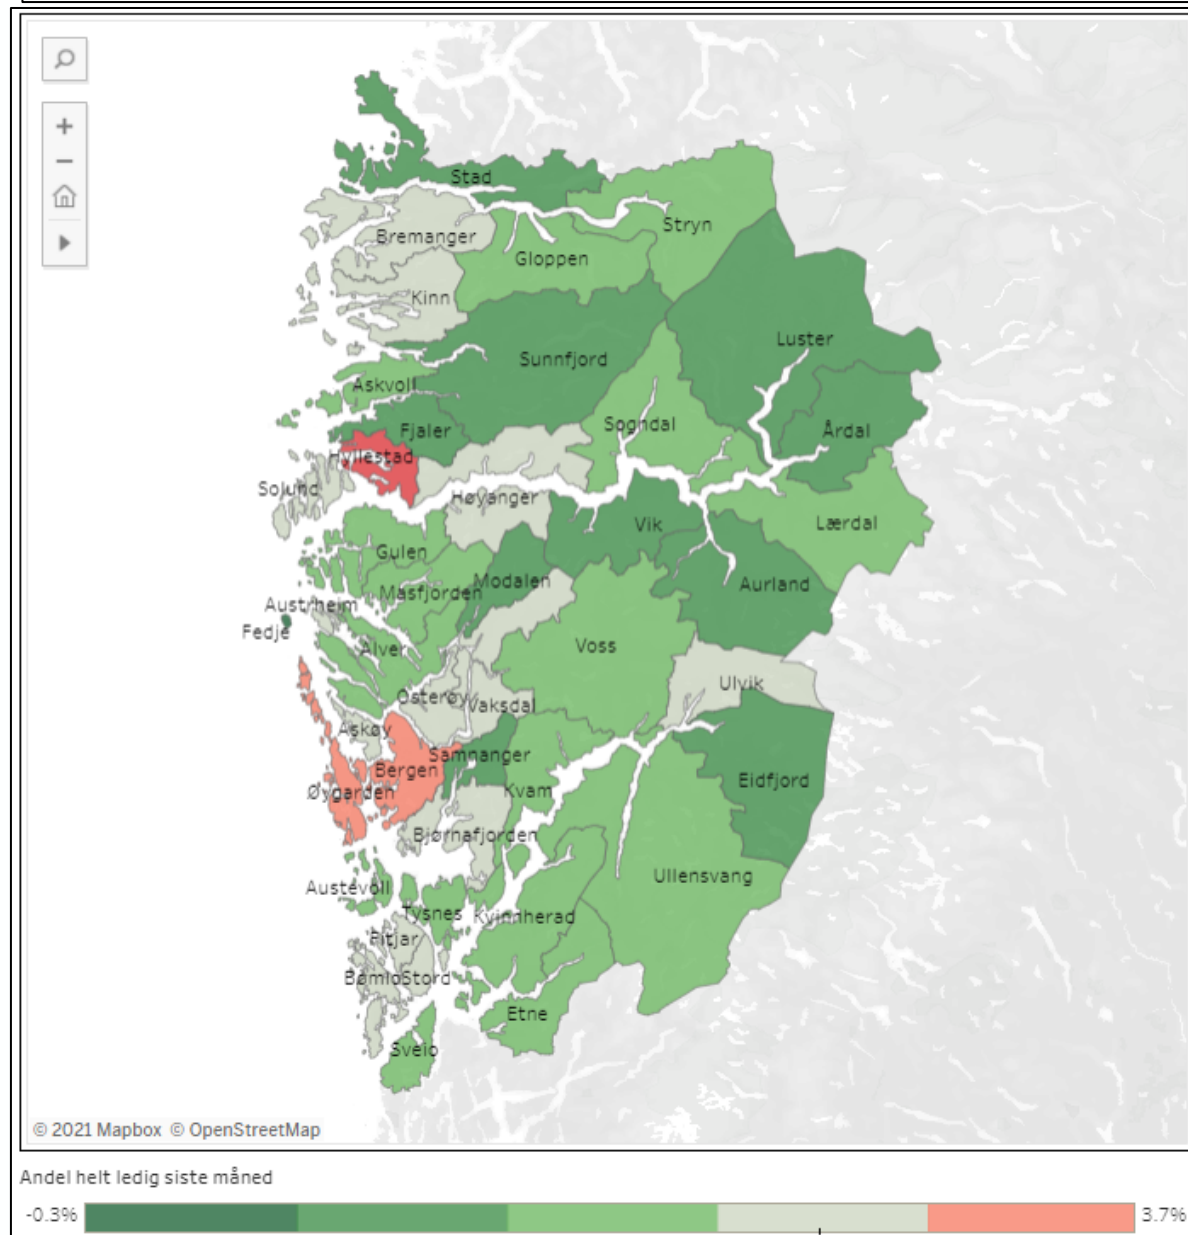 Stad
Stryn
Bremanger
Gloppen
Kinn
Luster
Sunnfjord
Askvoll
Sogndal
Fjaler
Årdal
Hyllestad
Solund
Høyanger
Lærdal
Vik
Gulen
Modalen
Aurland
Masfjorden
Austrheim
Fedje
Alver
Voss
Ulvik
Osterøy
Vaksdal
Askøy
Samnanger
Bergen
Eidfjord
Øygarden
Kvam
Bjørnafjorden
Ullensvang
Austevoll
Tysnes
Kvinnherad
Fitjar
Bømlo
Stord
Etne
Sveio
© 2021 Mapbox © OpenStreetMap
Andel helt ledig siste måned
-0.3%
3.7%